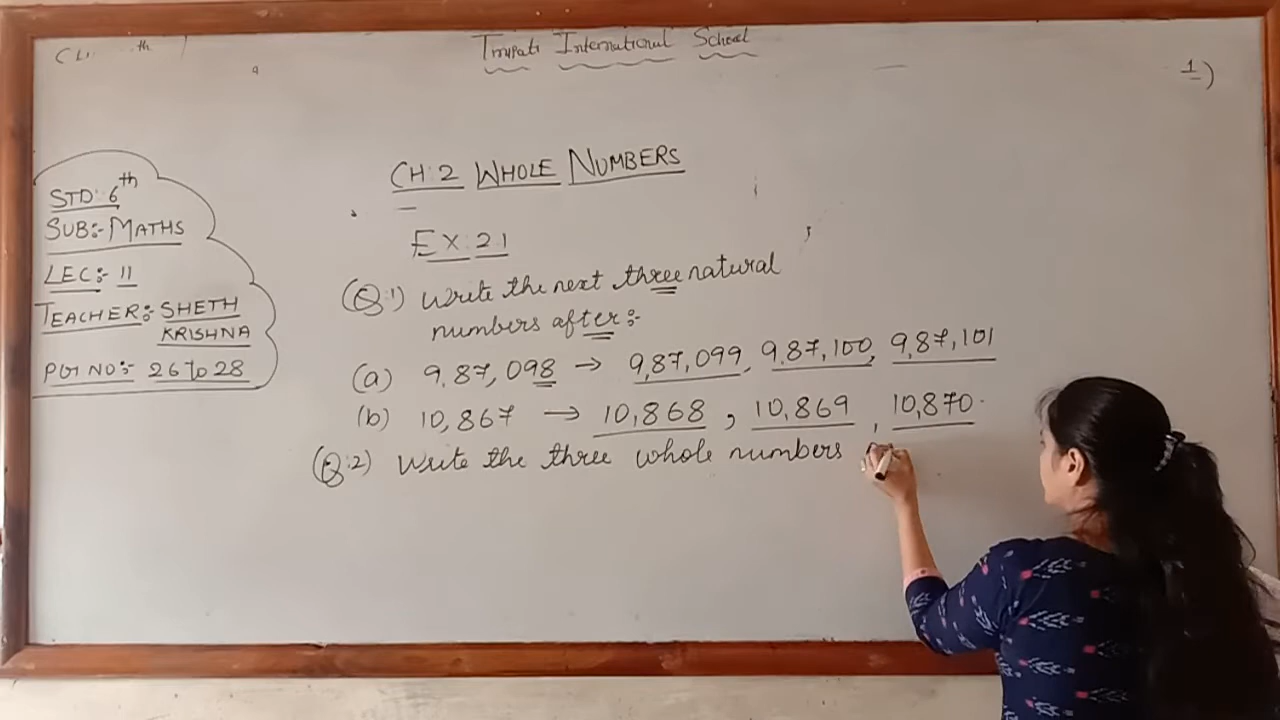 th
Tirupati International School
1)
STD: 6th
SUB:- MATHS
LEC:- 11
TEACHER:- SHETH
KRISHNA
PG NO:- 26 to 28
CH:2 WHOLE NUMBERS
EX:2.1
(Q:1) Write the next three natural
numbers after:-
(a) 9,87,098 → 9,87,099, 9,87,100, 9,87,101
(b) 10,867 → 10,868, 10,869, 10,870.
(Q:2) Write the three whole numbers